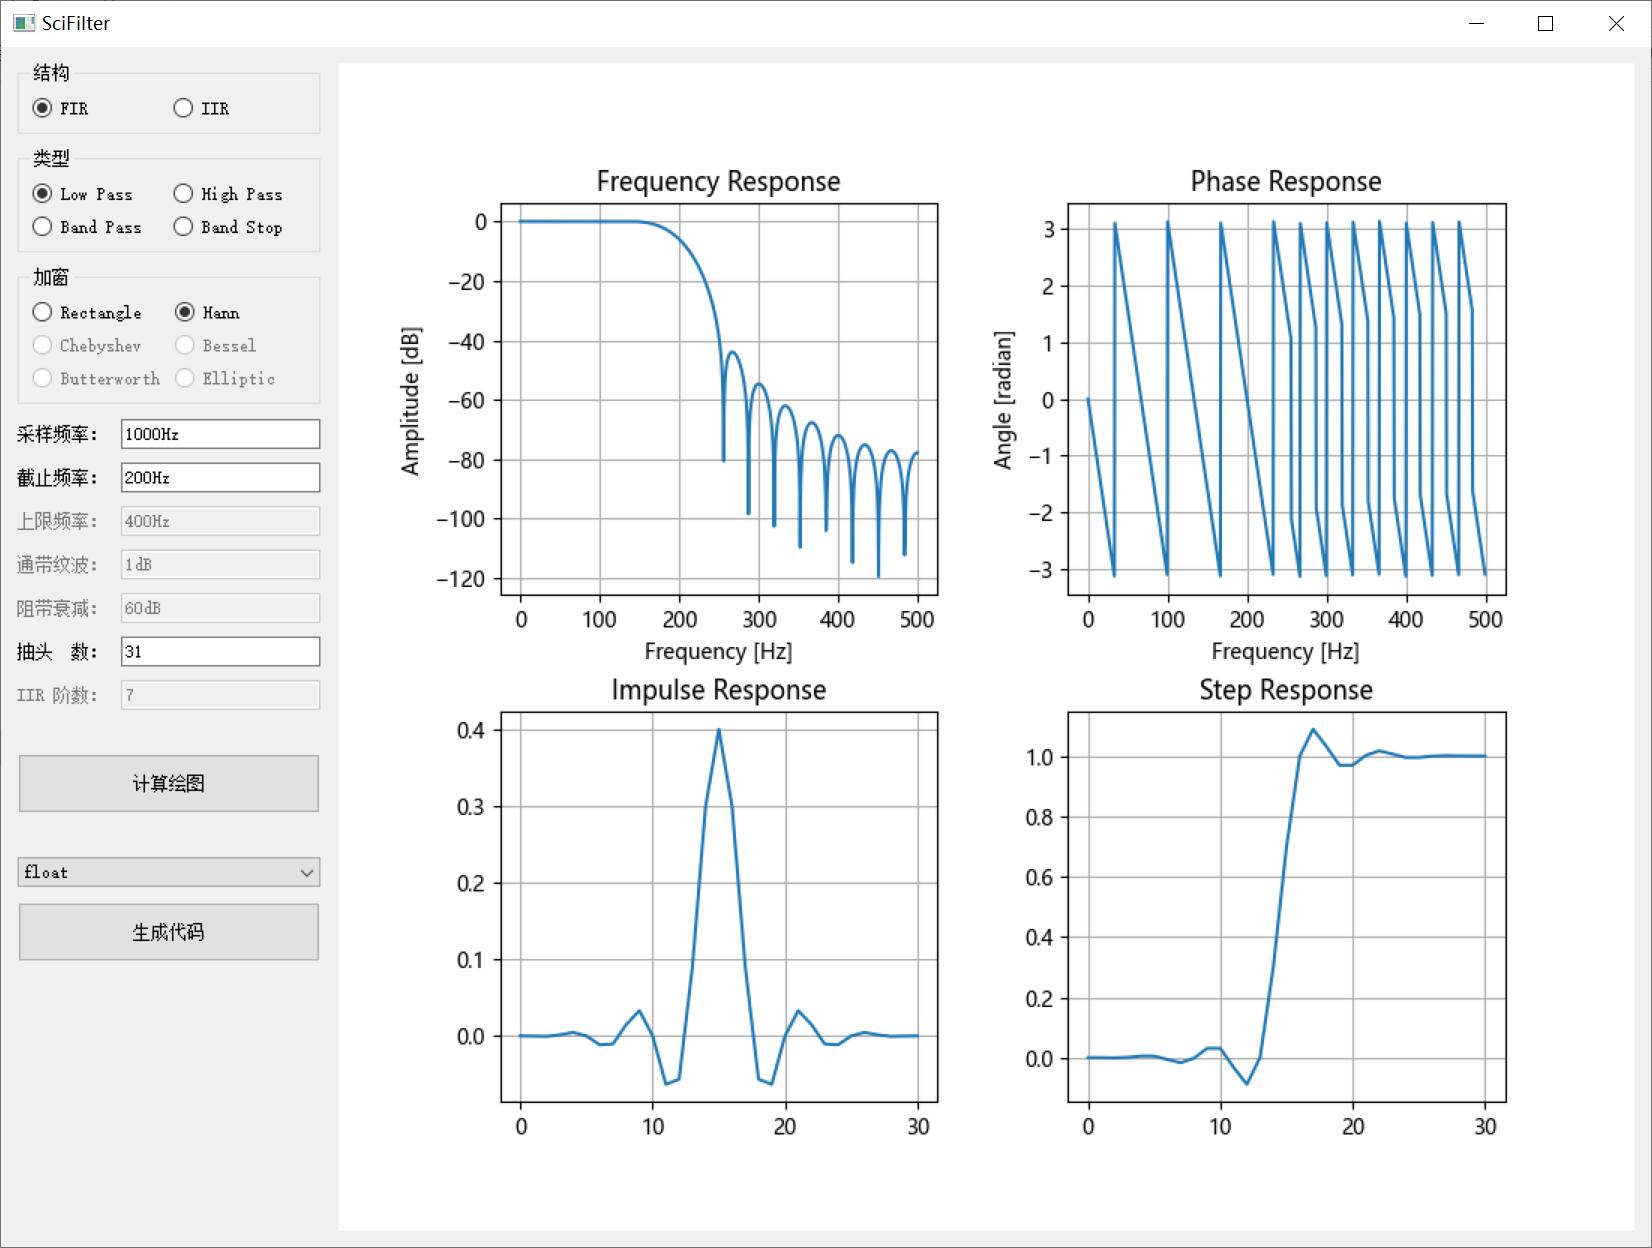 SciFilter
结构
FIR IIR
类型
Low Pass High Pass
Band Pass Band Stop
加窗
Rectangle Hann
Chebyshev Bessel
Butterworth Elliptic
采样频率: 1000Hz
截止频率: 200Hz
上限频率: 400Hz
通带纹波: 1dB
阻带衰减: 60dB
抽头 数: 31
IIR 阶数: 7
计算绘图
float
生成代码
Frequency Response
0
−20
−40
−60
−80
−100
−120
Amplitude [dB]
0 100 200 300 400 500
Frequency [Hz]
Phase Response
3
2
1
0
−1
−2
−3
Angle [radian]
0 100 200 300 400 500
Frequency [Hz]
Impulse Response
0.4
0.3
0.2
0.1
0.0
0 10 20 30
Step Response
1.0
0.8
0.6
0.4
0.2
0.0
0 10 20 30